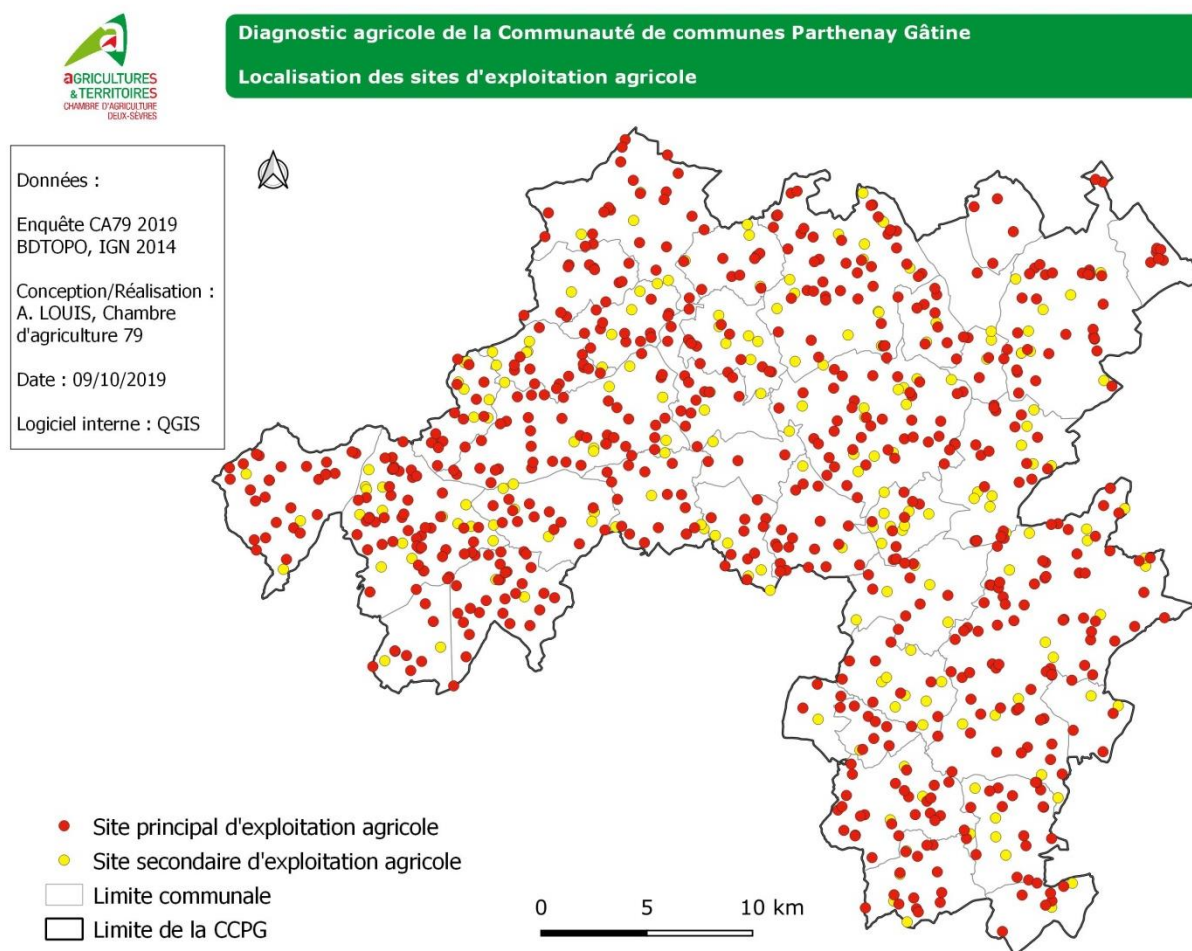 Diagnostic agricole de la Communauté de communes Parthenay Gâtine
Localisation des sites d'exploitation agricole
a
aGRICULTURES
& TERRITOIRES
CHAMBRE D'AGRICULTURE
DEUX-SÈVRES
Données :
Enquête CA79 2019
BDTOPO, IGN 2014
Conception/Réalisation :
A. LOUIS, Chambre
d'agriculture 79
Date : 09/10/2019
Logiciel interne : QGIS
Site principal d'exploitation agricole
Site secondaire d'exploitation agricole
Limite communale
Limite de la CCPG
0 5 10 km